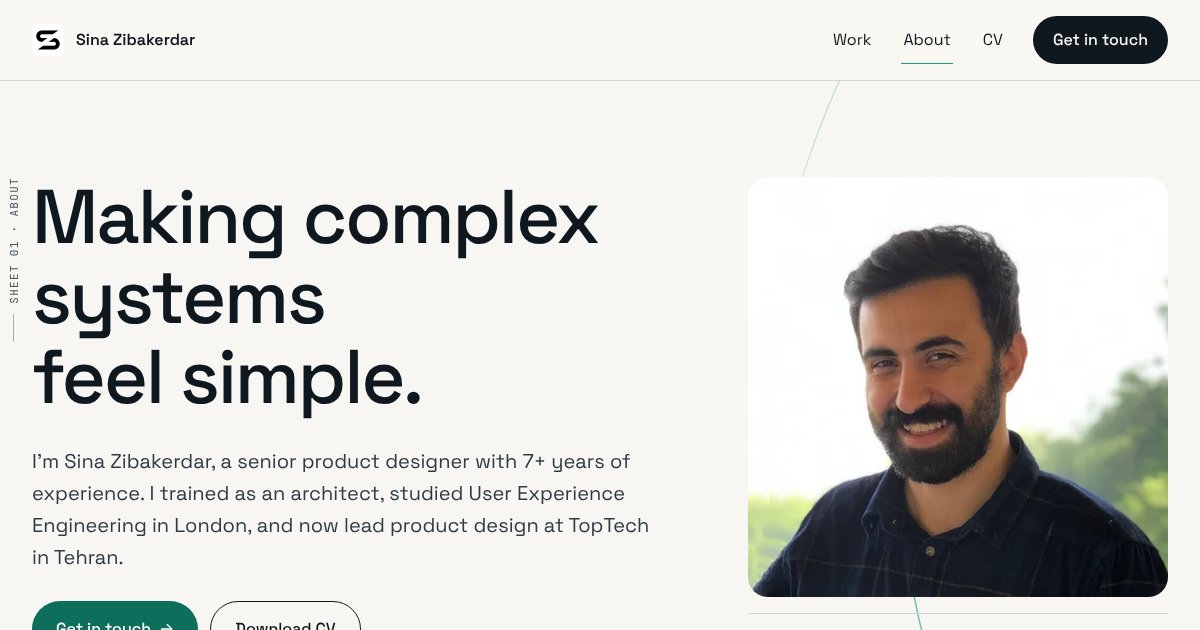 Sina Zibakerdar
Work
About
CV
Get in touch
SHEET 01 · ABOUT
Making complex
systems
feel simple.
I'm Sina Zibakerdar, a senior product designer with 7+ years of
experience. I trained as an architect, studied User Experience
Engineering in London, and now lead product design at TopTech
in Tehran.
Get in touch →
Download CV